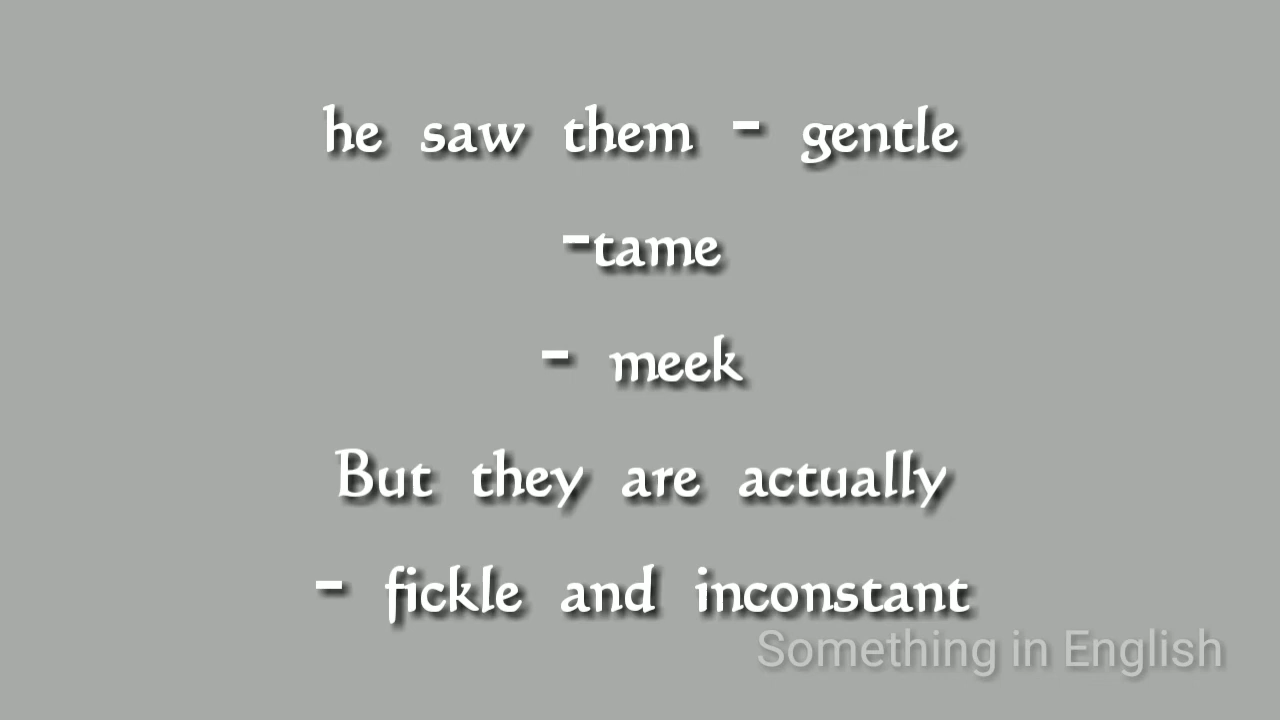 he saw them - gentle
-tame
- meek
But they are actually
- fickle and inconstant
Something in English